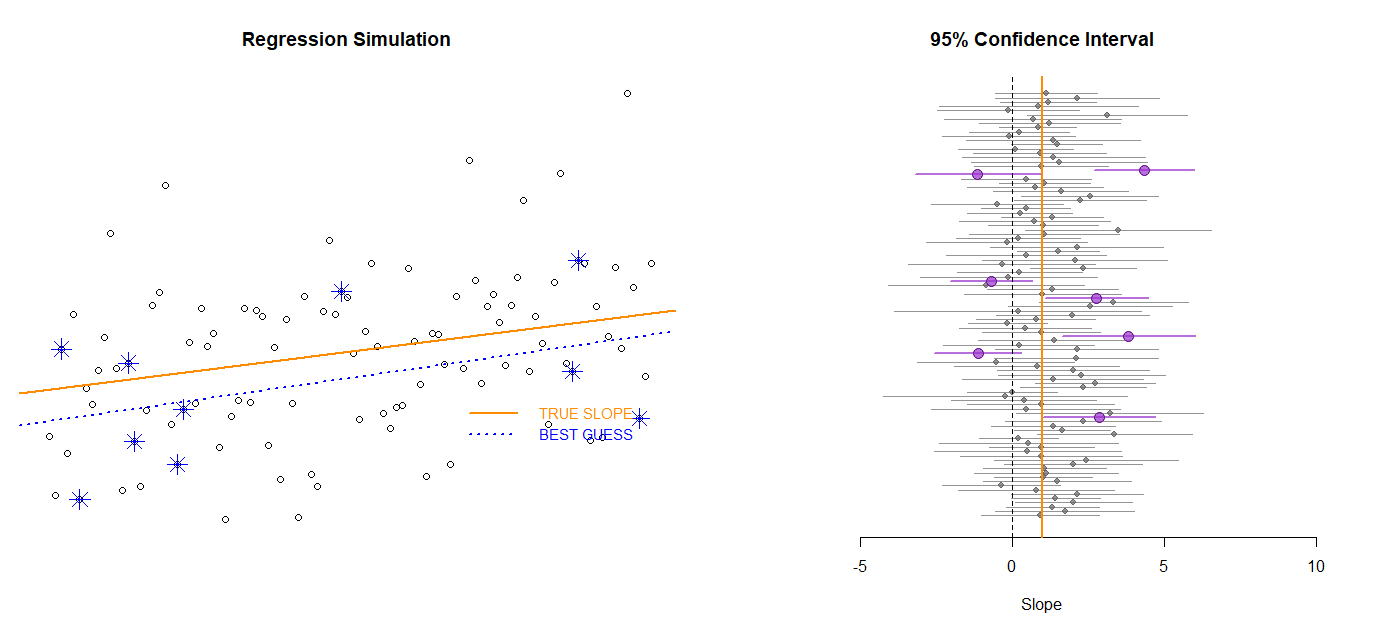 Regression Simulation
TRUE SLOPE
BEST GUESS
95% Confidence Interval
-5
0
5
10
Slope